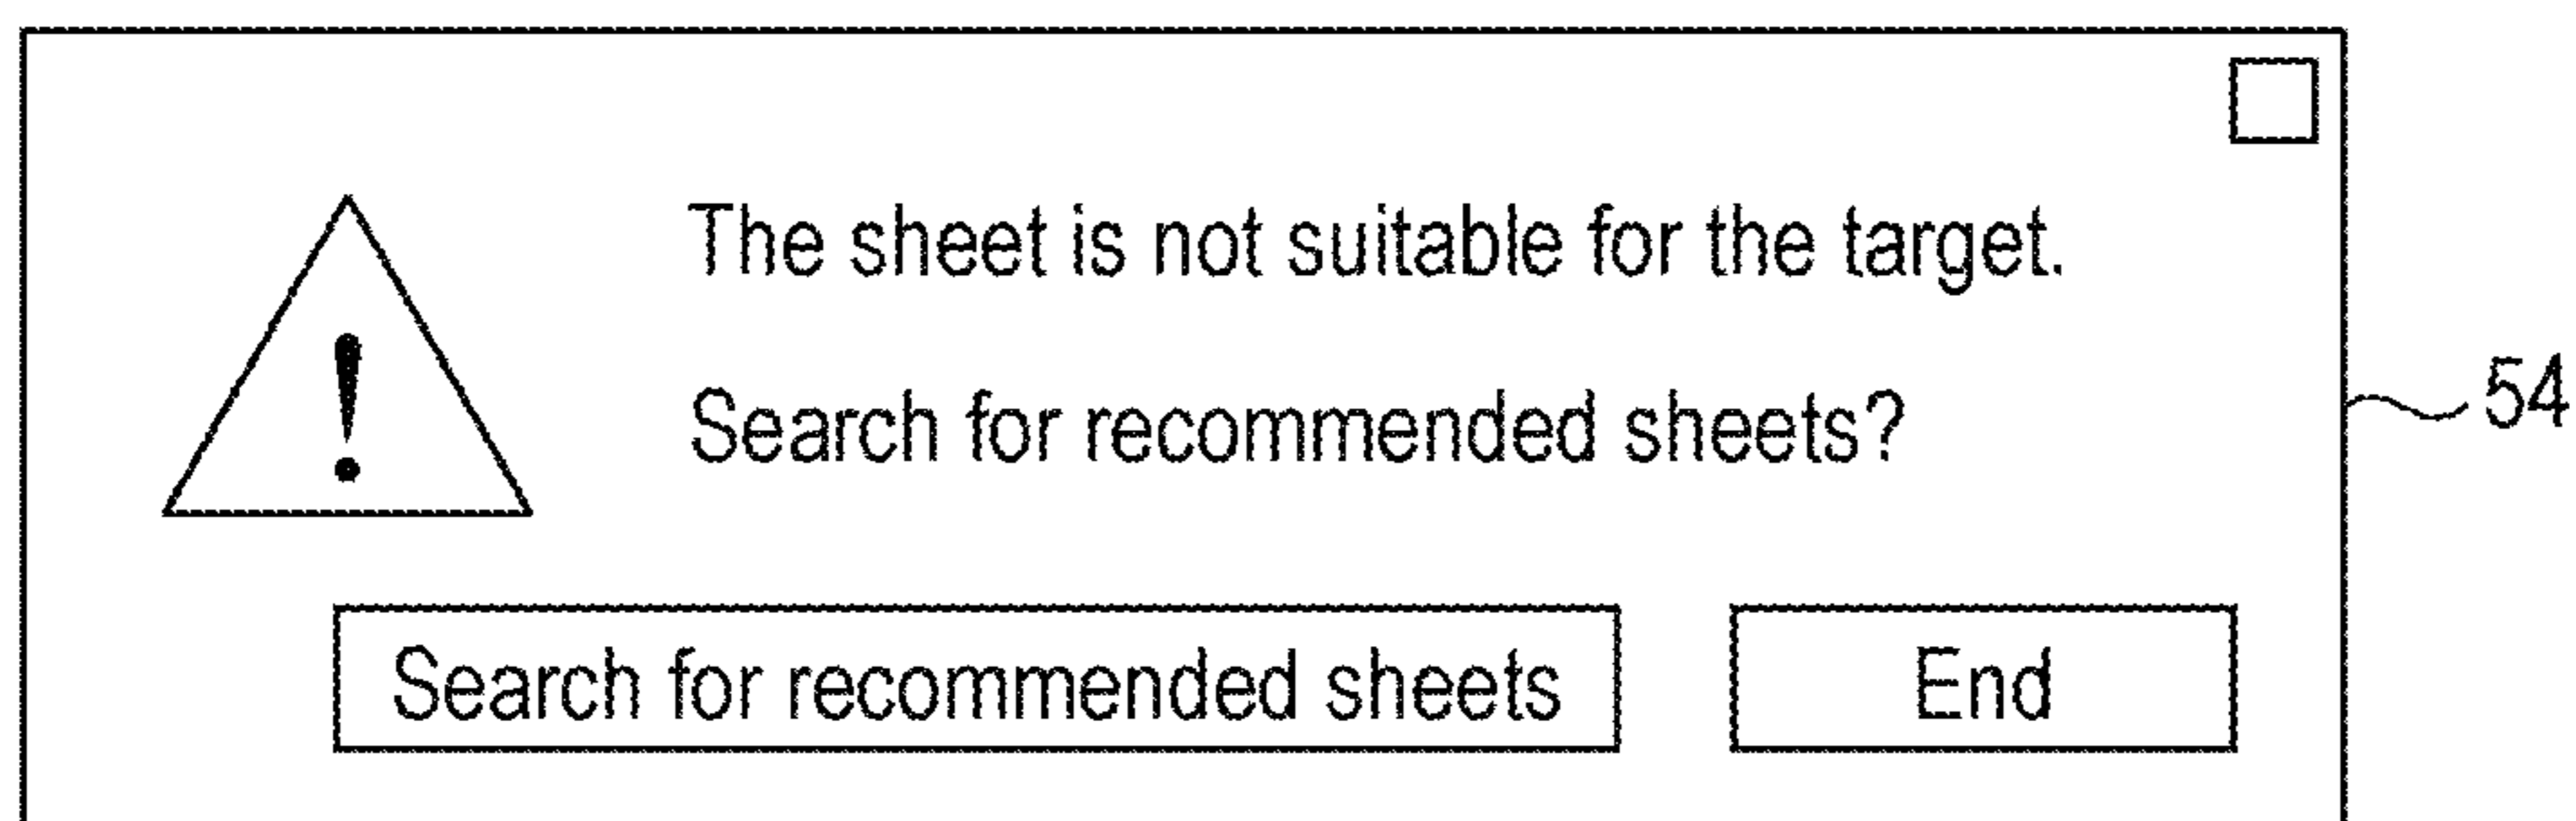 The sheet is not suitable for the target.
!
Search for recommended sheets?
54
Search for recommended sheets
End